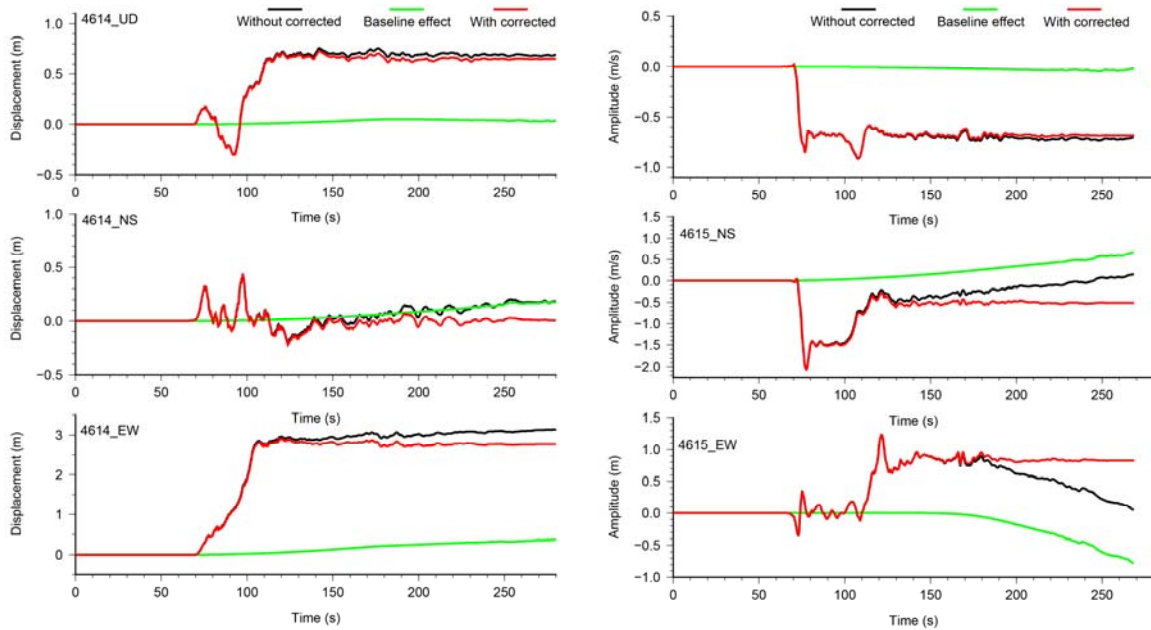 Without corrected Baseline effect With corrected
4614_UD
Displacement (m)
1.0
0.5
0.0
−0.5
0 50 100 150 200 250
Time (s)
4614_NS
Displacement (m)
1.0
0.5
0.0
0.5
0 50 100 150 200 250
Time (s)
4614_EW
Displacement (m)
3
2
1
0
0 50 100 150 200 250
Time (s)
Without corrected Baseline effect With corrected
Amplitude (m/s)
0.5
0.0
−0.5
−1.0
0 50 100 150 200 250
Time (s)
4615_NS
Amplitude (m/s)
1.5
1.0
0.5
0.0
−0.5
−1.0
−1.5
−2.0
0 50 100 150 200 250
Time (s)
4615_EW
Amplitude (m/s)
1.5
1.0
0.5
0.0
−0.5
−1.0
0 50 100 150 200 250
Time (s)